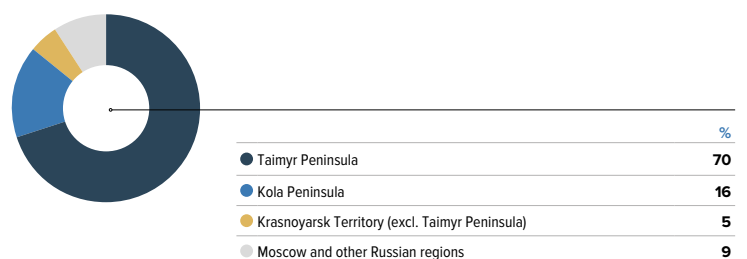 %
Taimyr Peninsula 70
Kola Peninsula 16
Krasnoyarsk Territory (excl. Taimyr Peninsula) 5
Moscow and other Russian regions 9